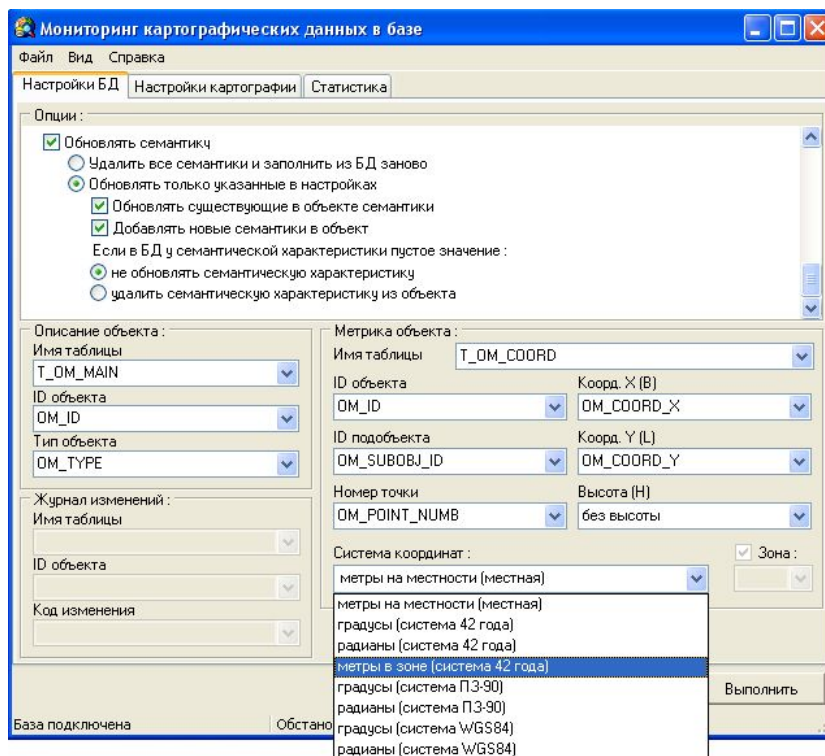 Мониторинг картографических данных в базе
Файл Вид Справка
Настройки БД Настройки картографии Статистика
Опции :
Обновлять семантику
Удалить все семантики и заполнить из БД заново
Обновлять только указанные в настройках
Обновлять существующие в объекте семантики
Добавлять новые семантики в объект
Если в БД у семантической характеристики пустое значение :
не обновлять семантическую характеристику
удалить семантическую характеристику из объекта
Описание объекта :
Имя таблицы
T_OM_MAIN
ID объекта
OM_ID
Тип объекта
OM_TYPE
Журнал изменений :
Имя таблицы
ID объекта
Код изменения
Метрика объекта :
Имя таблицы T_OM_COORD
ID объекта Коорд. X (B)
OM_ID OM_COORD_X
ID подобъекта Коорд. Y (L)
OM_SUBOBJ_ID OM_COORD_Y
Номер точки Высота (H)
OM_POINT_NUMB без высоты
Система координат : Зона :
метры на местности (местная)
метры на местности (местная)
градусы (система 42 года)
радианы (система 42 года)
метры в зоне (система 42 года)
градусы (система ПЗ-90)
радианы (система ПЗ-90)
градусы (система WGS84)
радианы (система WGS84)
Выполнить
База подключена Обстано